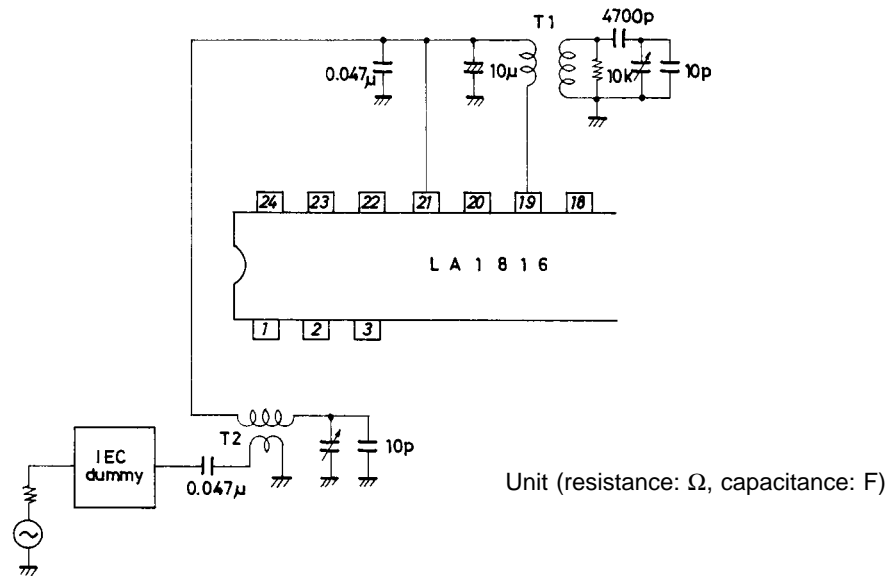 T1
4700p
0.047μ
10μ
10k
10p
24 23 22 21 20 19 18
LA1816
1 2 3
T2
IEC
dummy
0.047μ
10p
Unit (resistance: Ω, capacitance: F)